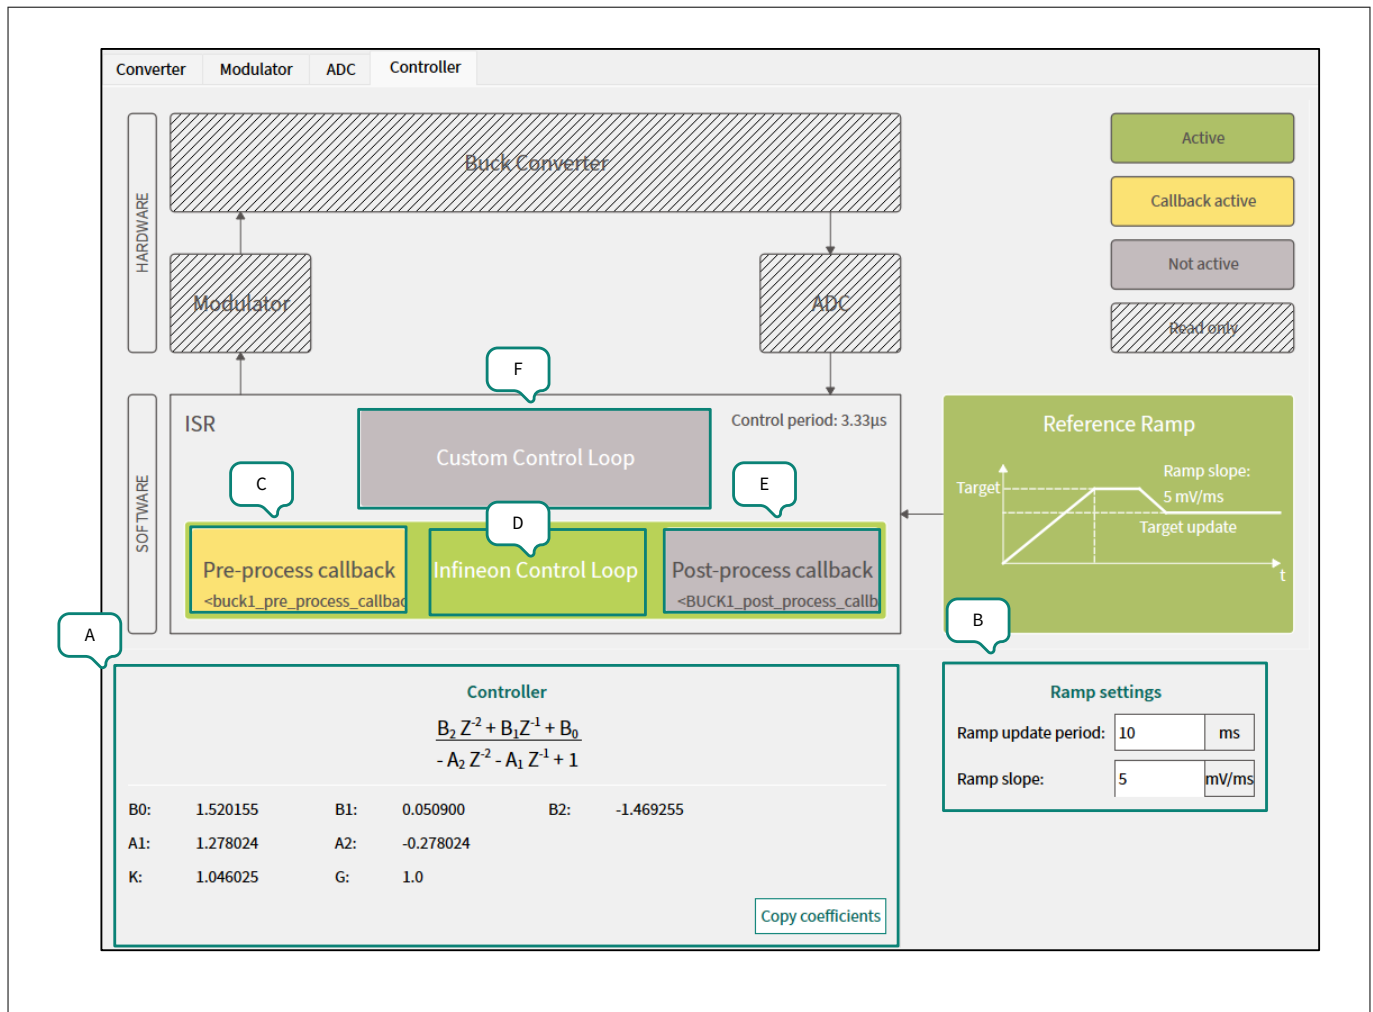 Converter Modulator ADC Controller
HARDWARE
Buck Converter
Active
Callback active
Not active
Read only
Modulator
ADC
F
SOFTWARE
ISR
Custom Control Loop
Control period: 3.33µs
C
E
D
Pre-process callback
<buck1_pre_process_callbac
Infineon Control Loop
Post-process callback
<BUCK1_post_process_callb
Reference Ramp
Target
Ramp slope:
5 mV/ms
Target update
t
A
B
Controller
B₂ Z⁻² + B₁Z⁻¹ + B₀
- A₂ Z⁻² - A₁ Z⁻¹ + 1
B0: 1.520155 B1: 0.050900 B2: -1.469255
A1: 1.278024 A2: -0.278024
K: 1.046025 G: 1.0
Copy coefficients
Ramp settings
Ramp update period: 10 ms
Ramp slope: 5 mV/ms